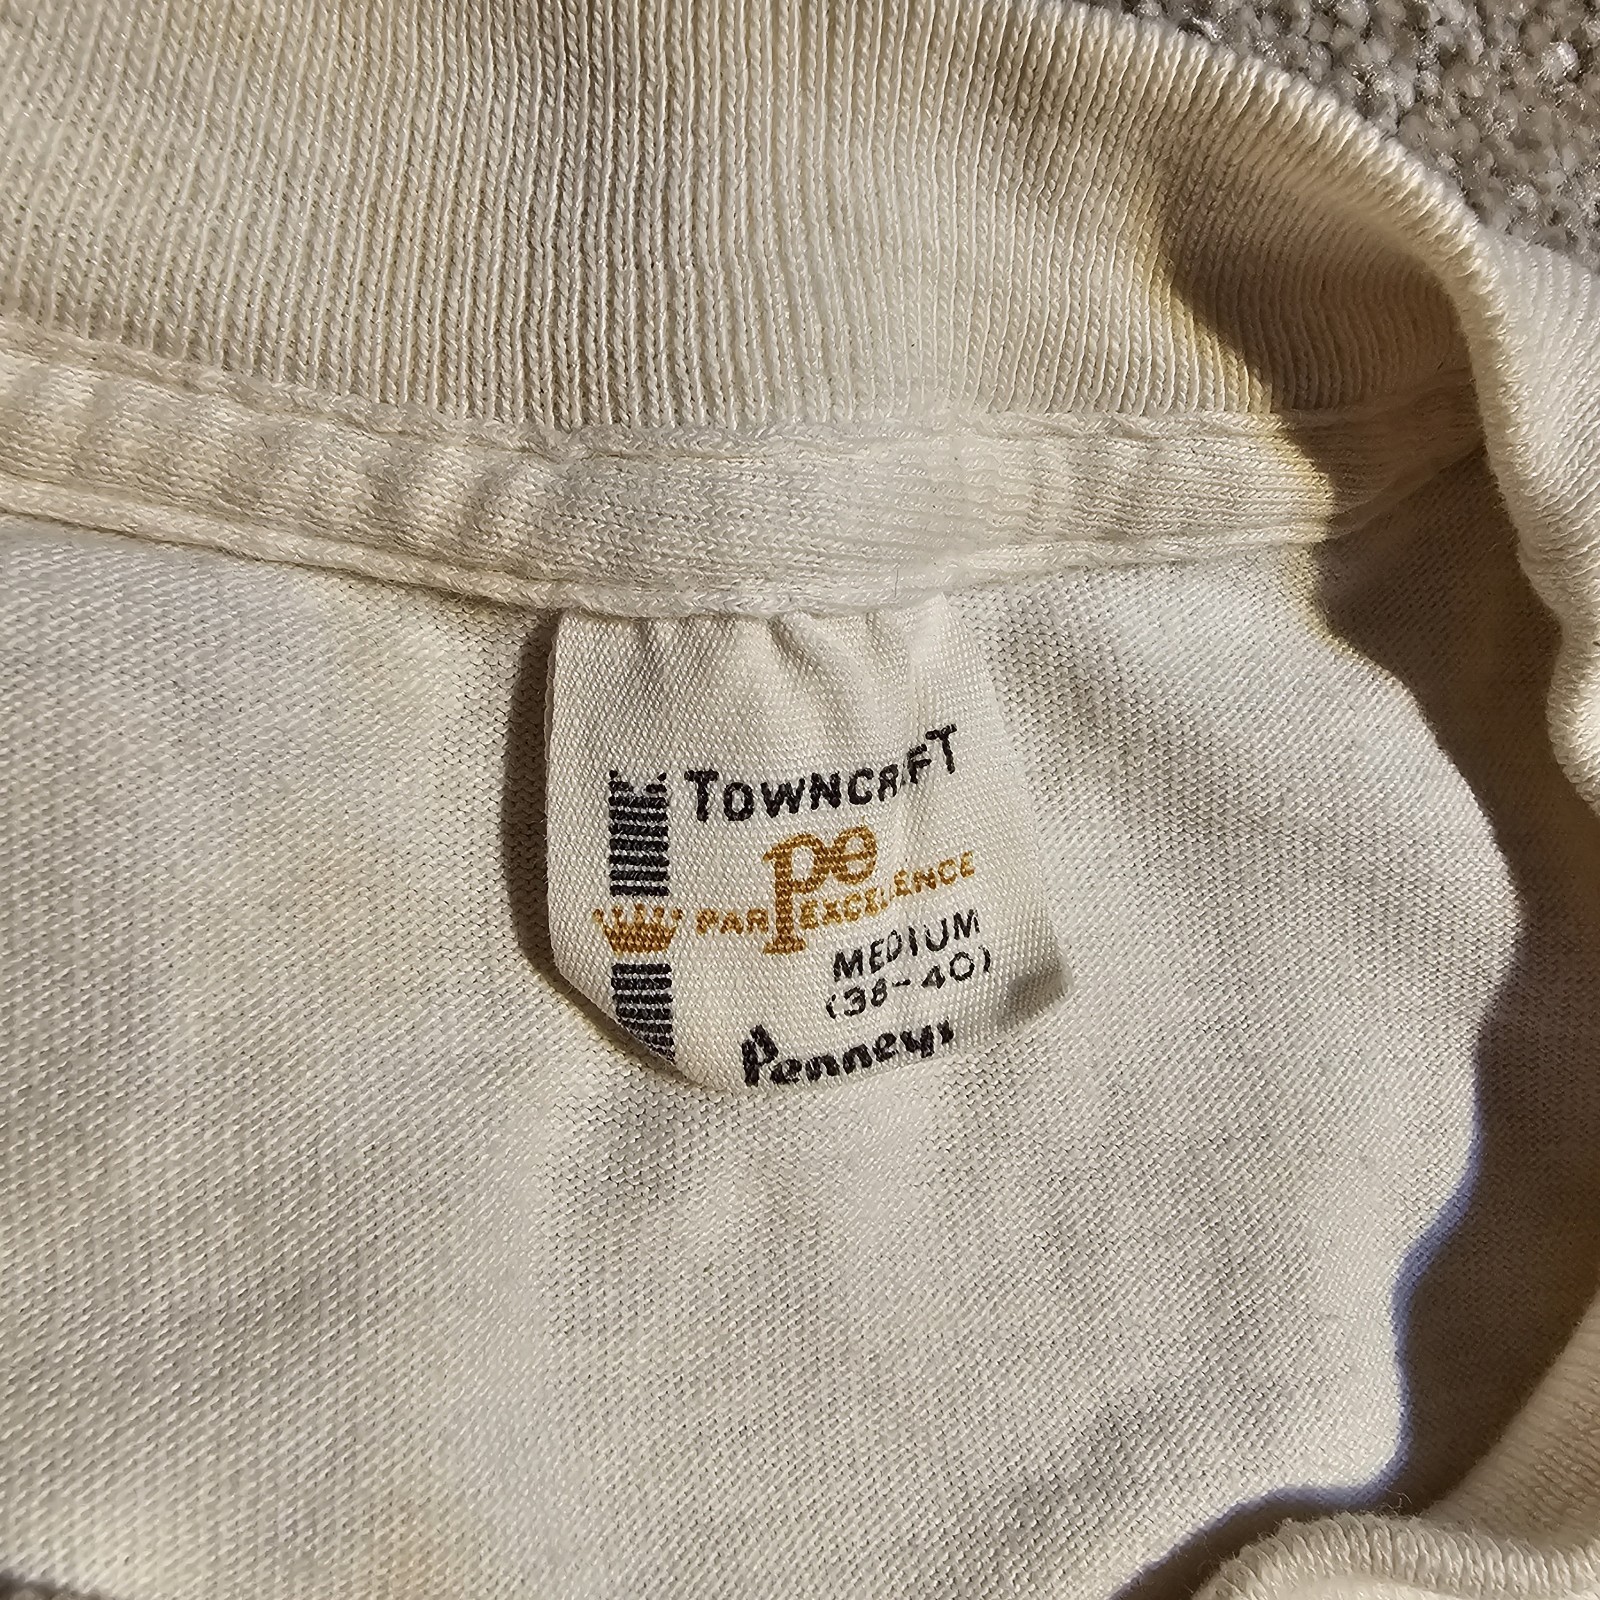 TOWNCRAFT
pe
PAR EXCELLENCE
MEDIUM
(38-40)
Penneys